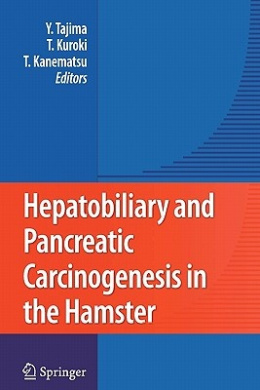 Y. Tajima
T. Kuroki
T. Kanematsu
Editors
Hepatobiliary and
Pancreatic
Carcinogenesis in
the Hamster
Springer